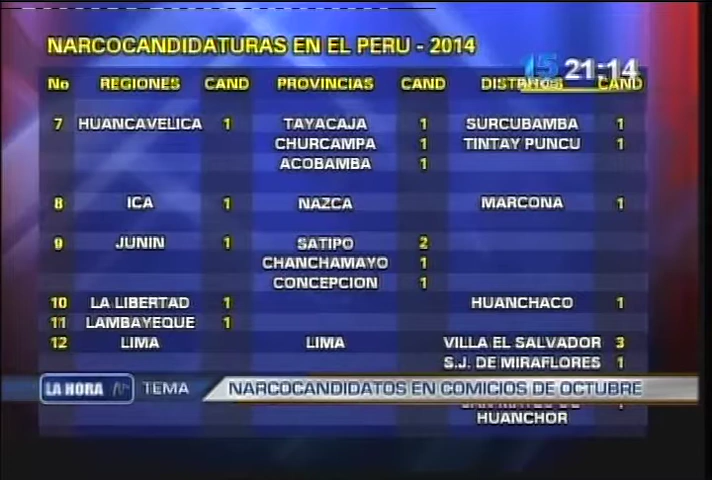 NARCOCANDIDATURAS EN EL PERU - 2014
15 21:14
No REGIONES CAND PROVINCIAS CAND DISTRITOS CAND
7 HUANCAVELICA 1 TAYACAJA 1 SURCUBAMBA 1
CHURCAMPA 1 TINTAY PUNCU 1
ACOBAMBA 1
8 ICA 1 NAZCA MARCONA 1
9 JUNIN 1 SATIPO 2
CHANCHAMAYO 1
CONCEPCION 1
10 LA LIBERTAD 1 HUANCHACO 1
11 LAMBAYEQUE 1
12 LIMA LIMA VILLA EL SALVADOR 3
S.J. DE MIRAFLORES 1
LA HORA N TEMA NARCOCANDIDATOS EN COMICIOS DE OCTUBRE
HUANCHOR